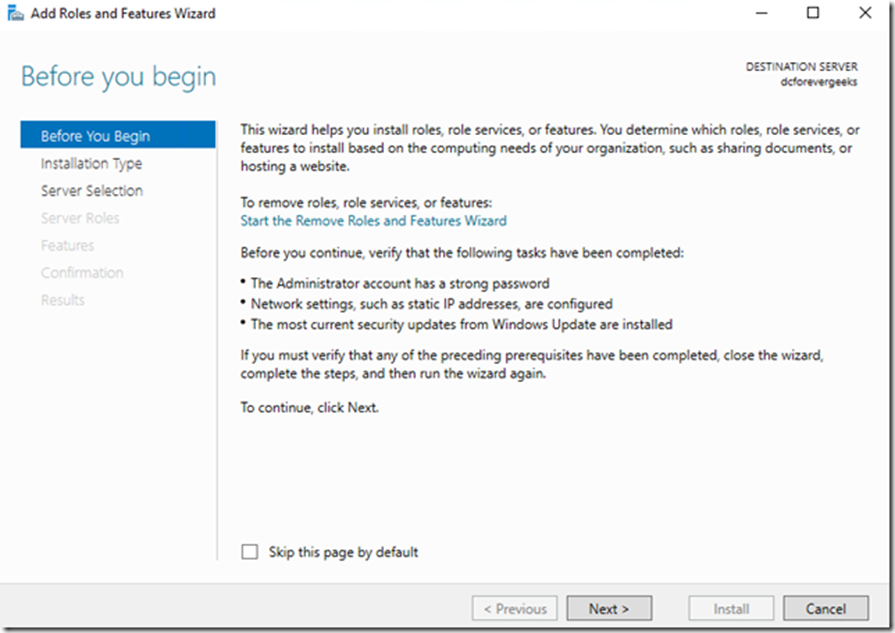 Add Roles and Features Wizard
Before you begin
DESTINATION SERVER
dcforevergeeks
Before You Begin
Installation Type
Server Selection
Server Roles
Features
Confirmation
Results
This wizard helps you install roles, role services, or features. You determine which roles, role services, or
features to install based on the computing needs of your organization, such as sharing documents, or
hosting a website.
To remove roles, role services, or features:
Start the Remove Roles and Features Wizard
Before you continue, verify that the following tasks have been completed:
• The Administrator account has a strong password
• Network settings, such as static IP addresses, are configured
• The most current security updates from Windows Update are installed
If you must verify that any of the preceding prerequisites have been completed, close the wizard,
complete the steps, and then run the wizard again.
To continue, click Next.
Skip this page by default
< Previous
Next >
Install
Cancel